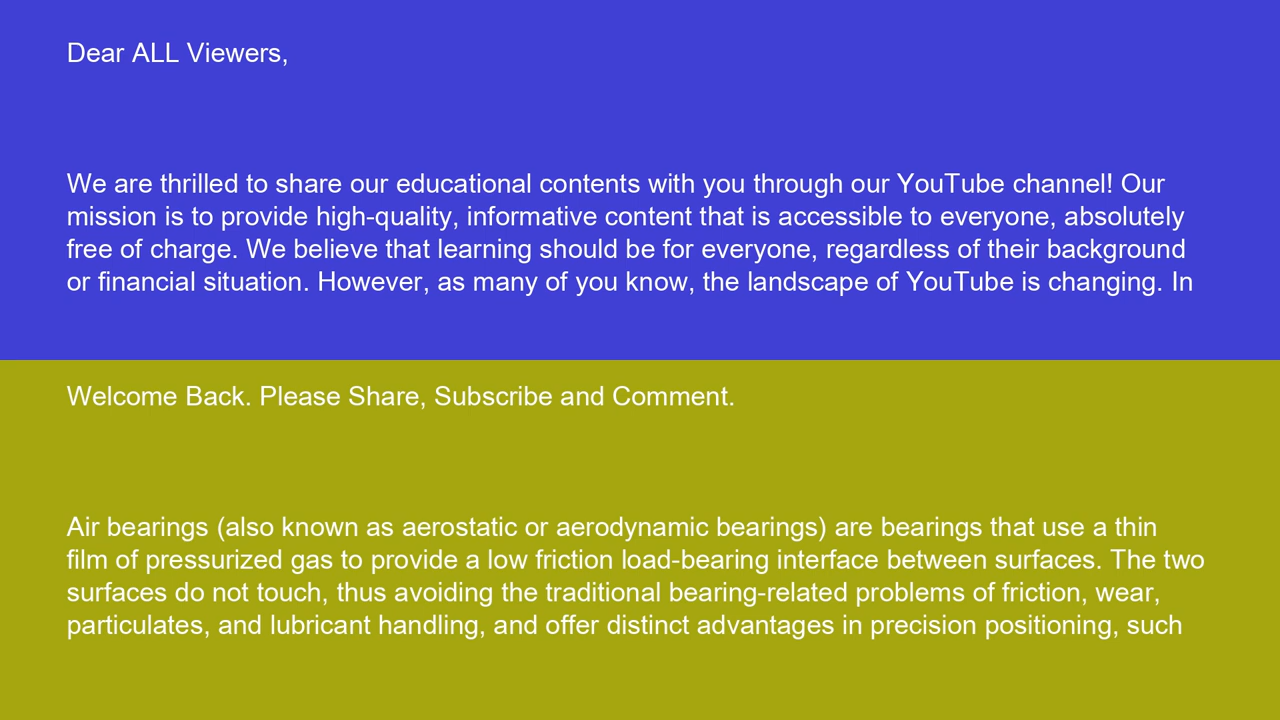 Dear ALL Viewers,
We are thrilled to share our educational contents with you through our YouTube channel! Our
mission is to provide high-quality, informative content that is accessible to everyone, absolutely
free of charge. We believe that learning should be for everyone, regardless of their background
or financial situation. However, as many of you know, the landscape of YouTube is changing. In
Welcome Back. Please Share, Subscribe and Comment.
Air bearings (also known as aerostatic or aerodynamic bearings) are bearings that use a thin
film of pressurized gas to provide a low friction load-bearing interface between surfaces. The two
surfaces do not touch, thus avoiding the traditional bearing-related problems of friction, wear,
particulates, and lubricant handling, and offer distinct advantages in precision positioning, such